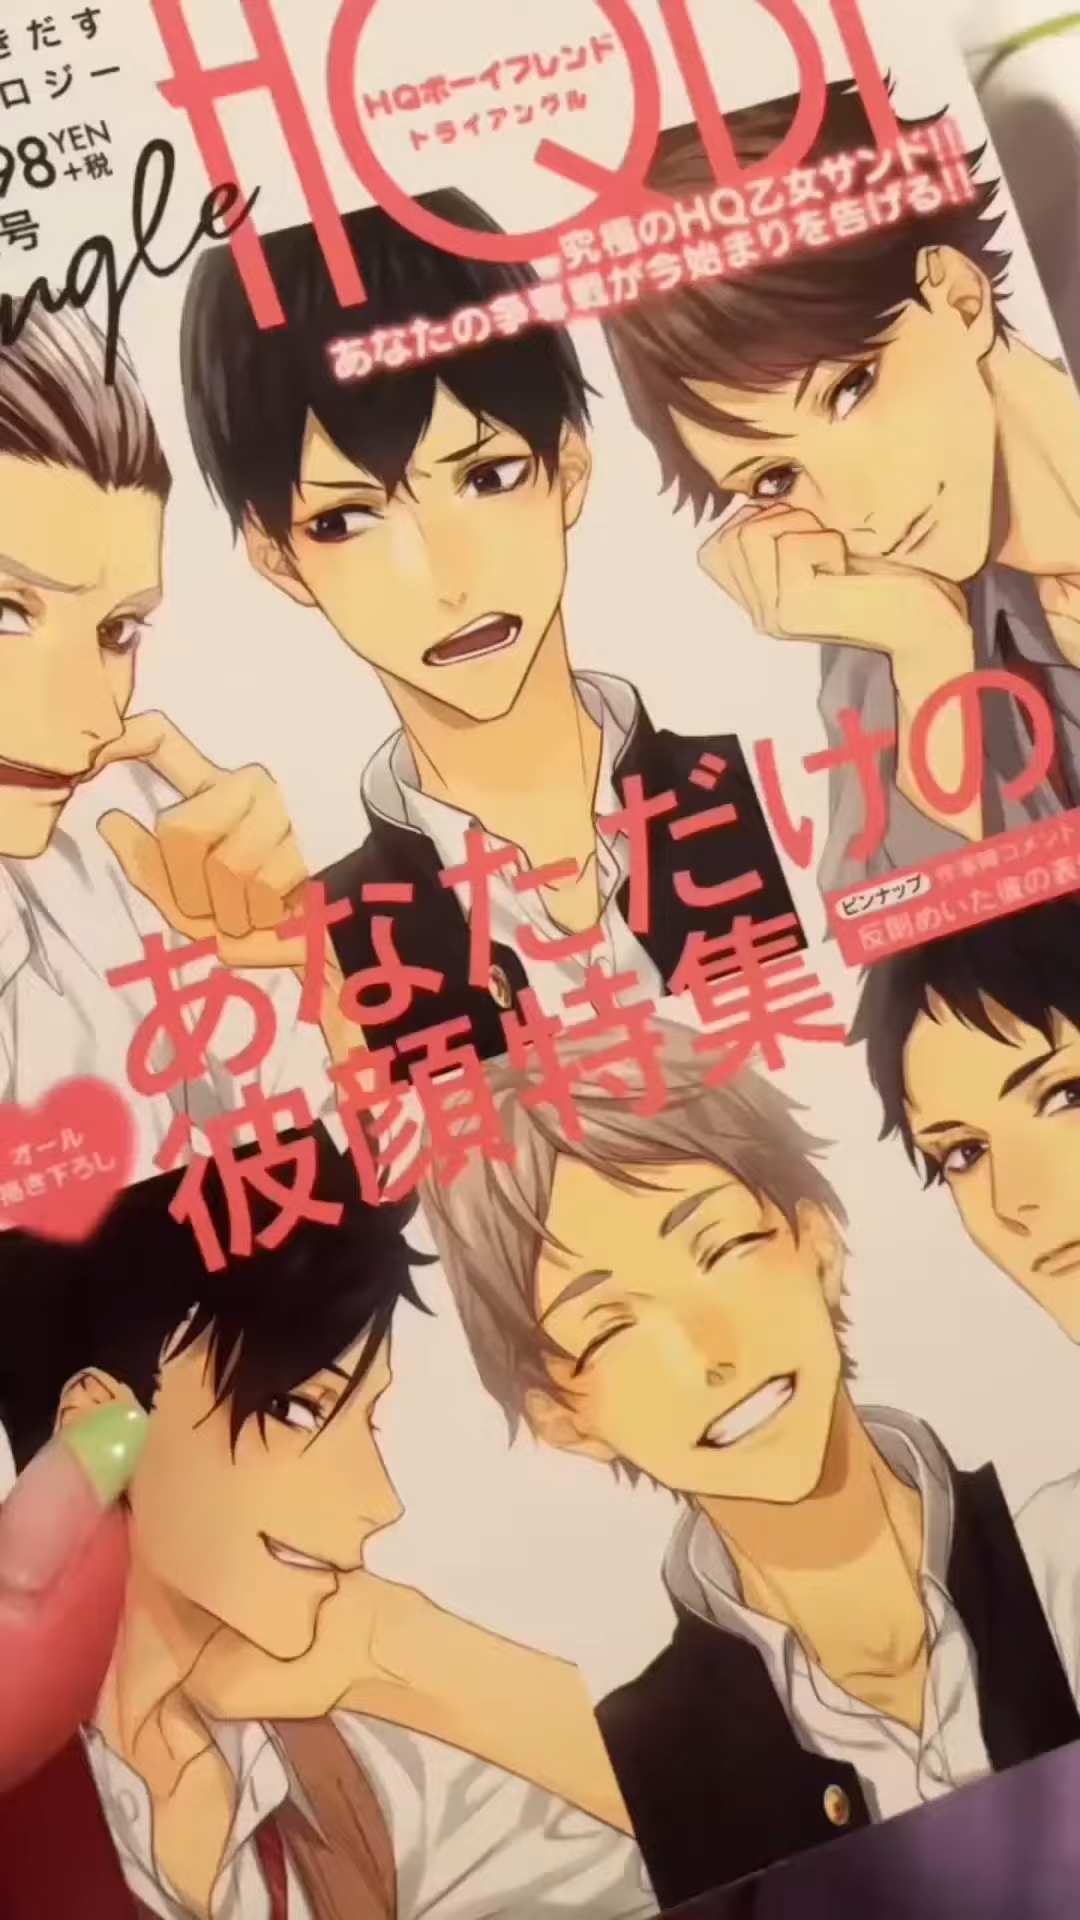 きだす
ロジー
98 YEN
+税
号
ngle
HQBF
HQボーイフレンド
トライアングル
究極のHQ乙女サンド!!
あなたの争奪戦が今始まりを告げる!!
あなただけの
彼顔特集
ピンナップ 作家陣コメント
反則めいた彼の表
オール
描き下ろし